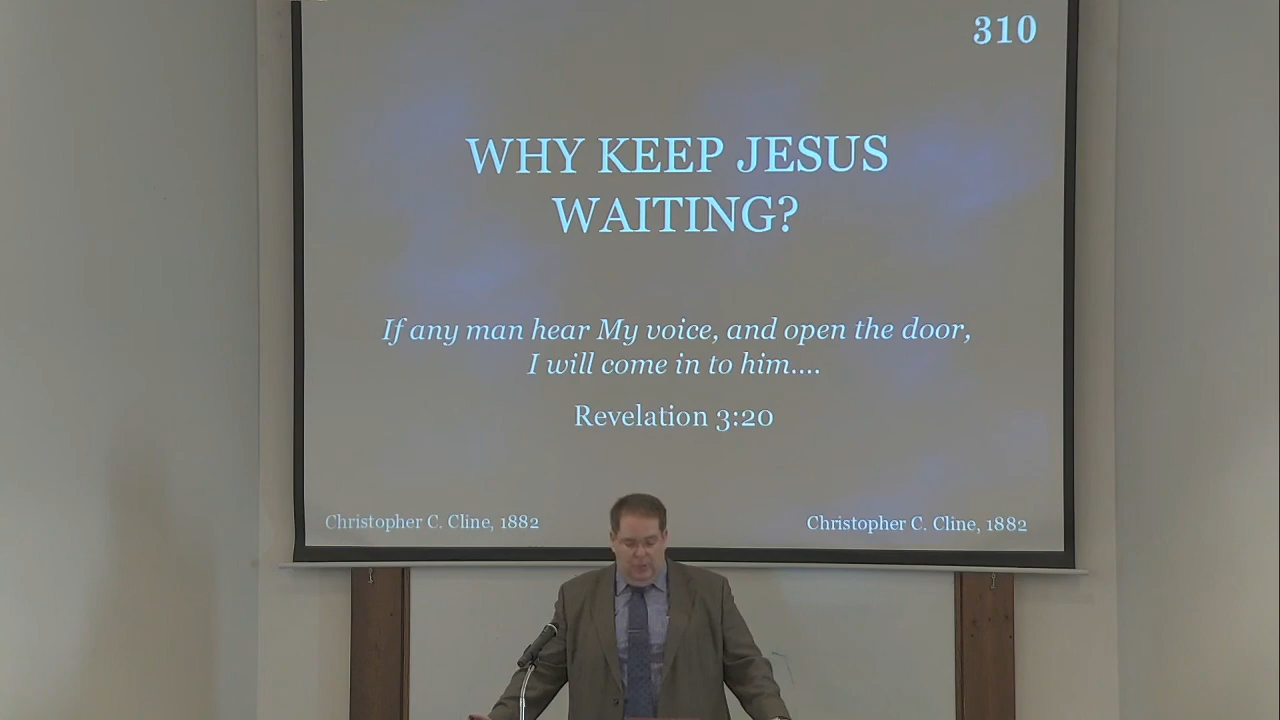 310
WHY KEEP JESUS
WAITING?
If any man hear My voice, and open the door,
I will come in to him....
Revelation 3:20
Christopher C. Cline, 1882
Christopher C. Cline, 1882